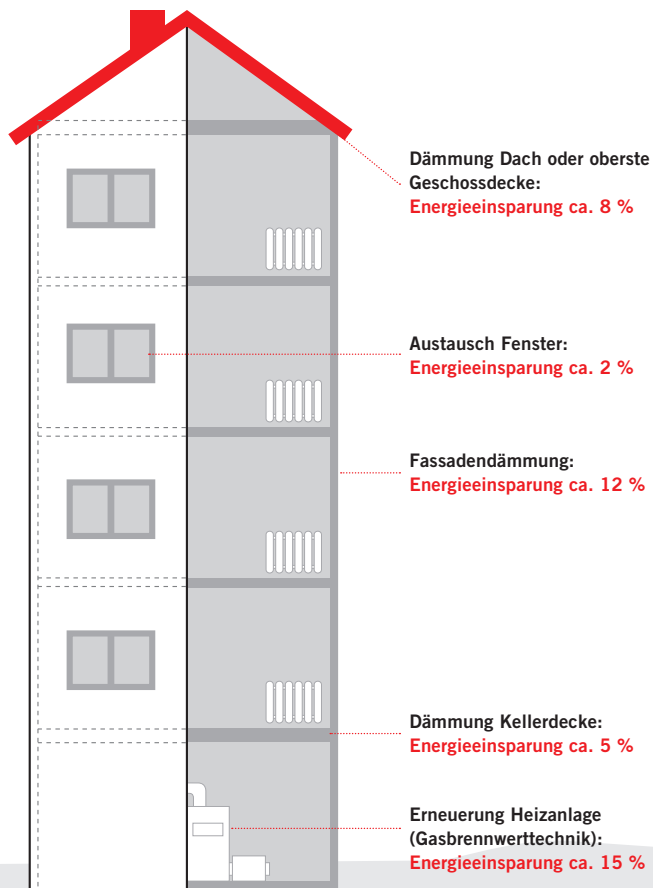 Dämmung Dach oder oberste
Geschossdecke:
Energieeinsparung ca. 8 %
Austausch Fenster:
Energieeinsparung ca. 2 %
Fassadendämmung:
Energieeinsparung ca. 12 %
Dämmung Kellerdecke:
Energieeinsparung ca. 5 %
Erneuerung Heizanlage
(Gasbrennwerttechnik):
Energieeinsparung ca. 15 %